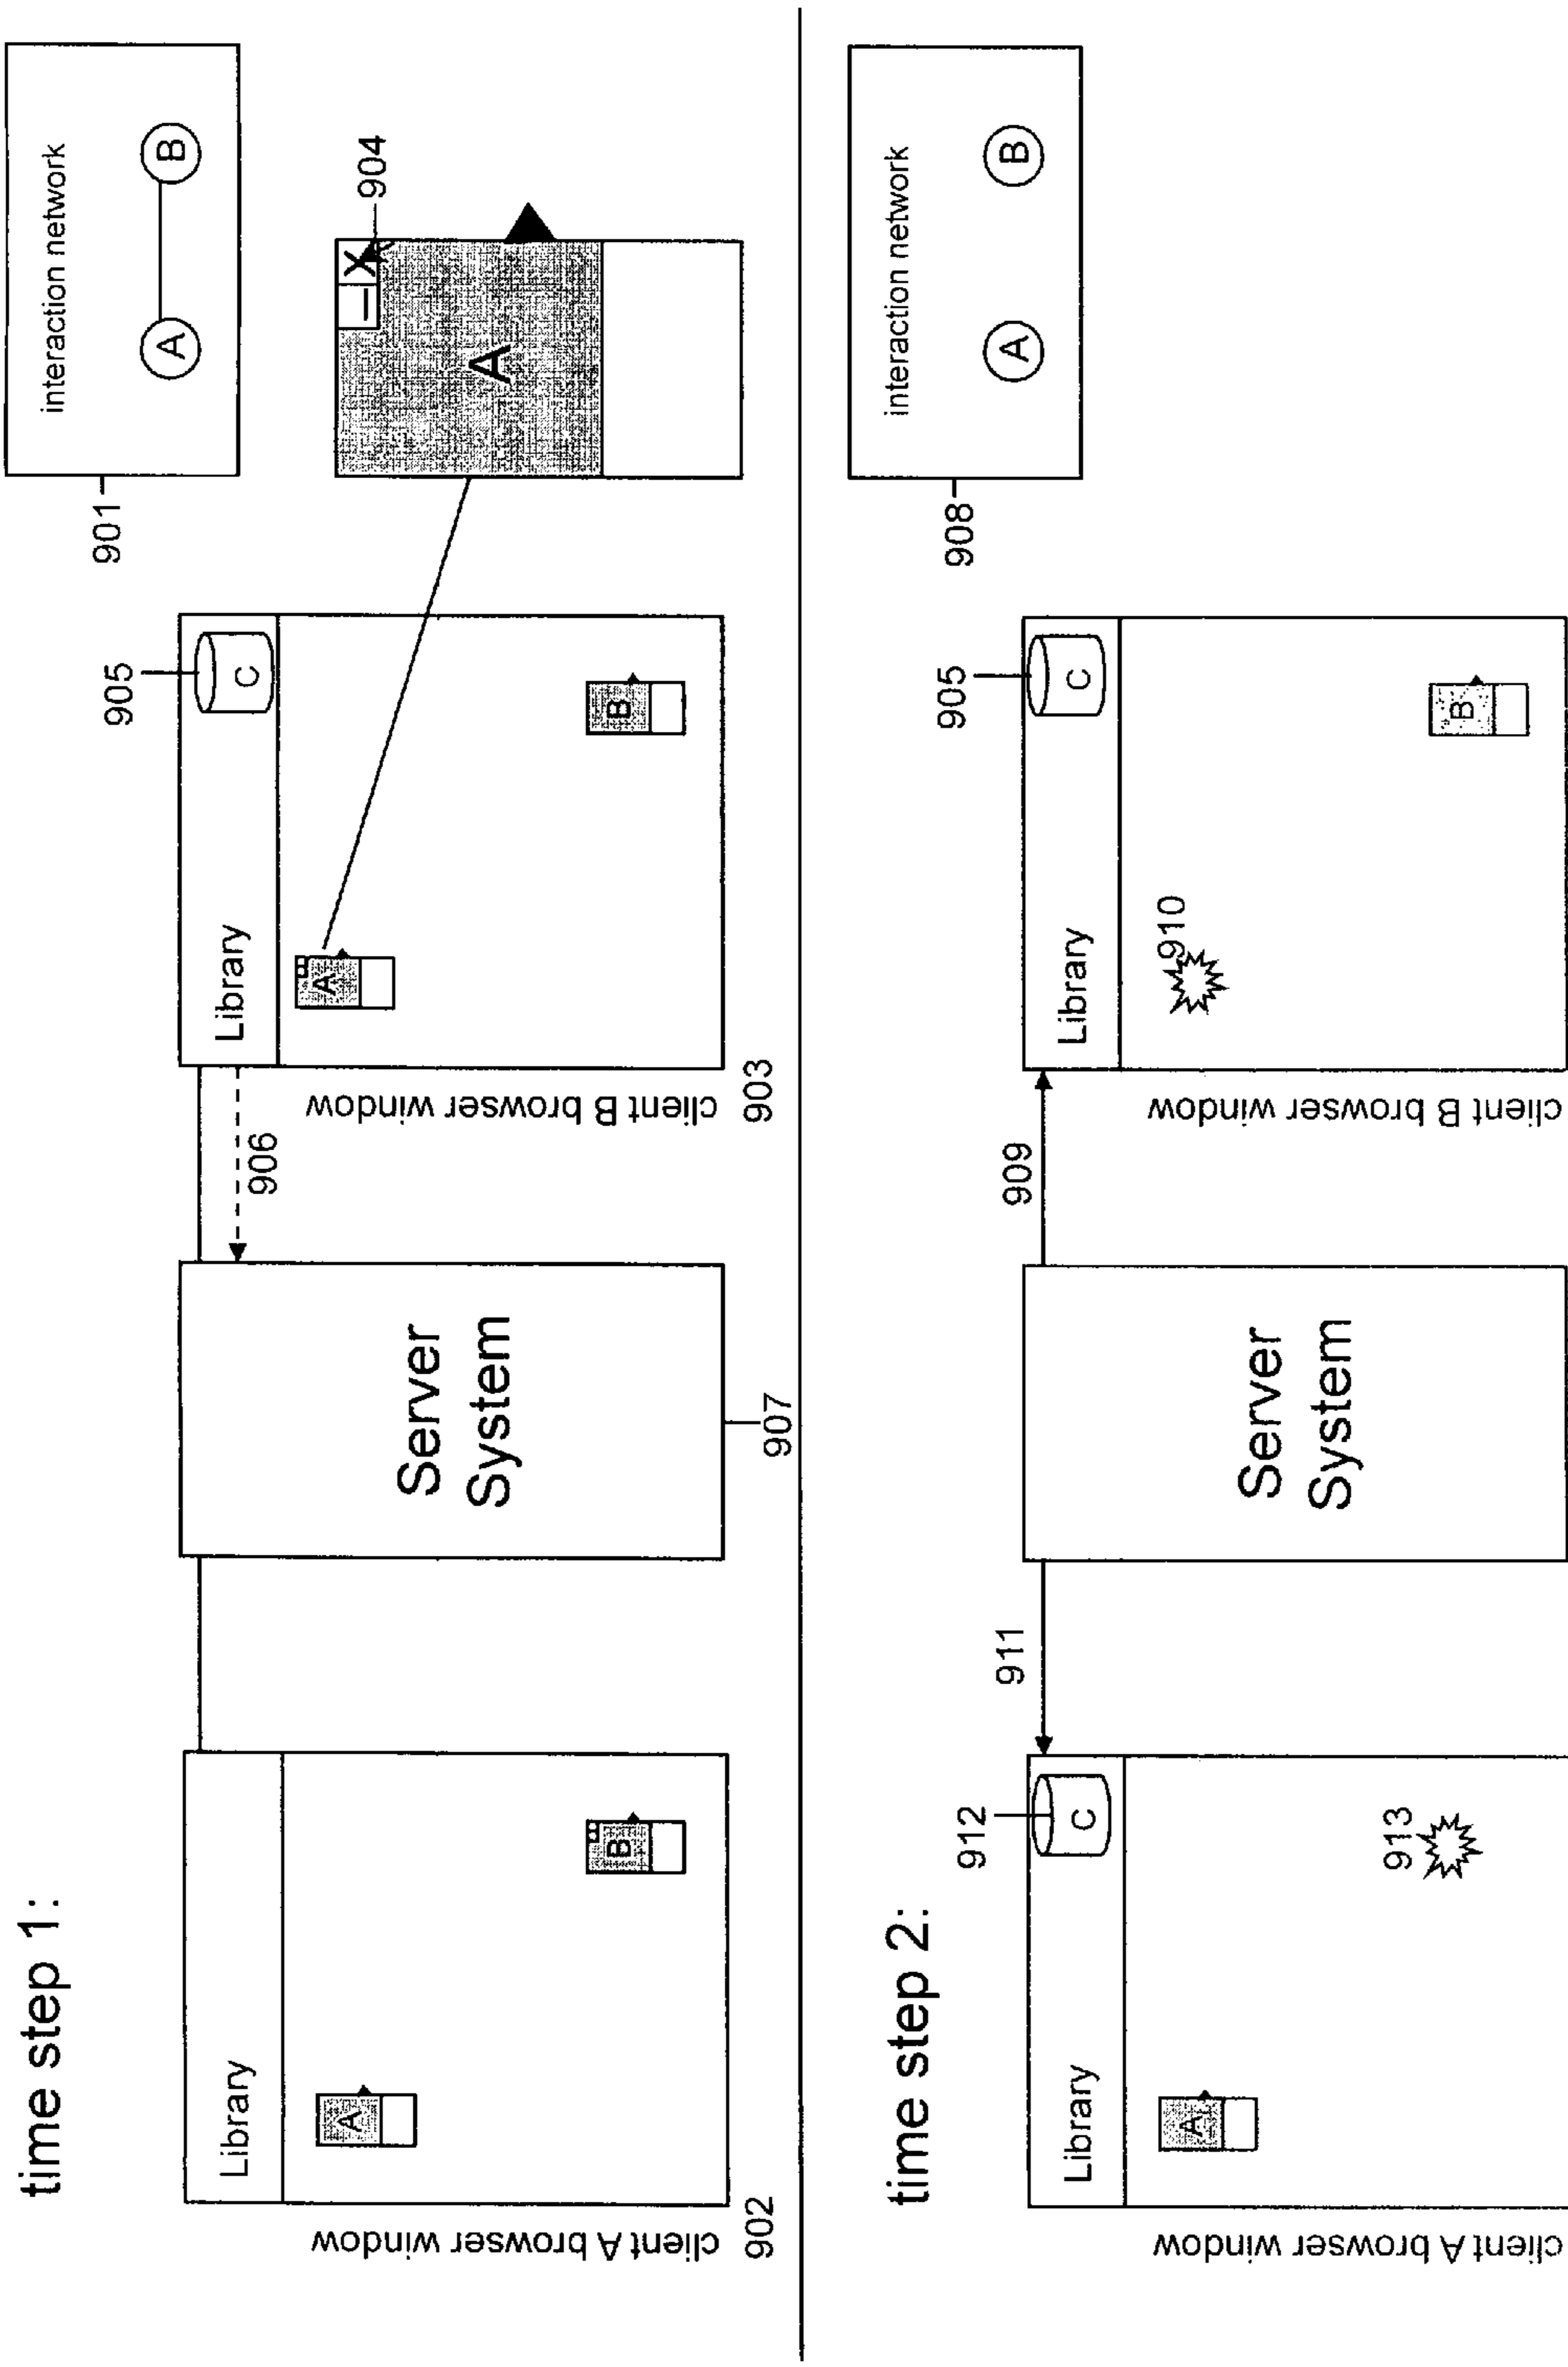 time step 1:
Library
A
B
client A browser window
902
Server
System
907
906
Library
905
C
A
B
client B browser window
903
901
interaction network
A
B
904
_ X
A
time step 2:
Library
912
C
A
913
client A browser window
911
Server
System
909
Library
905
C
910
B
client B browser window
908
interaction network
A
B